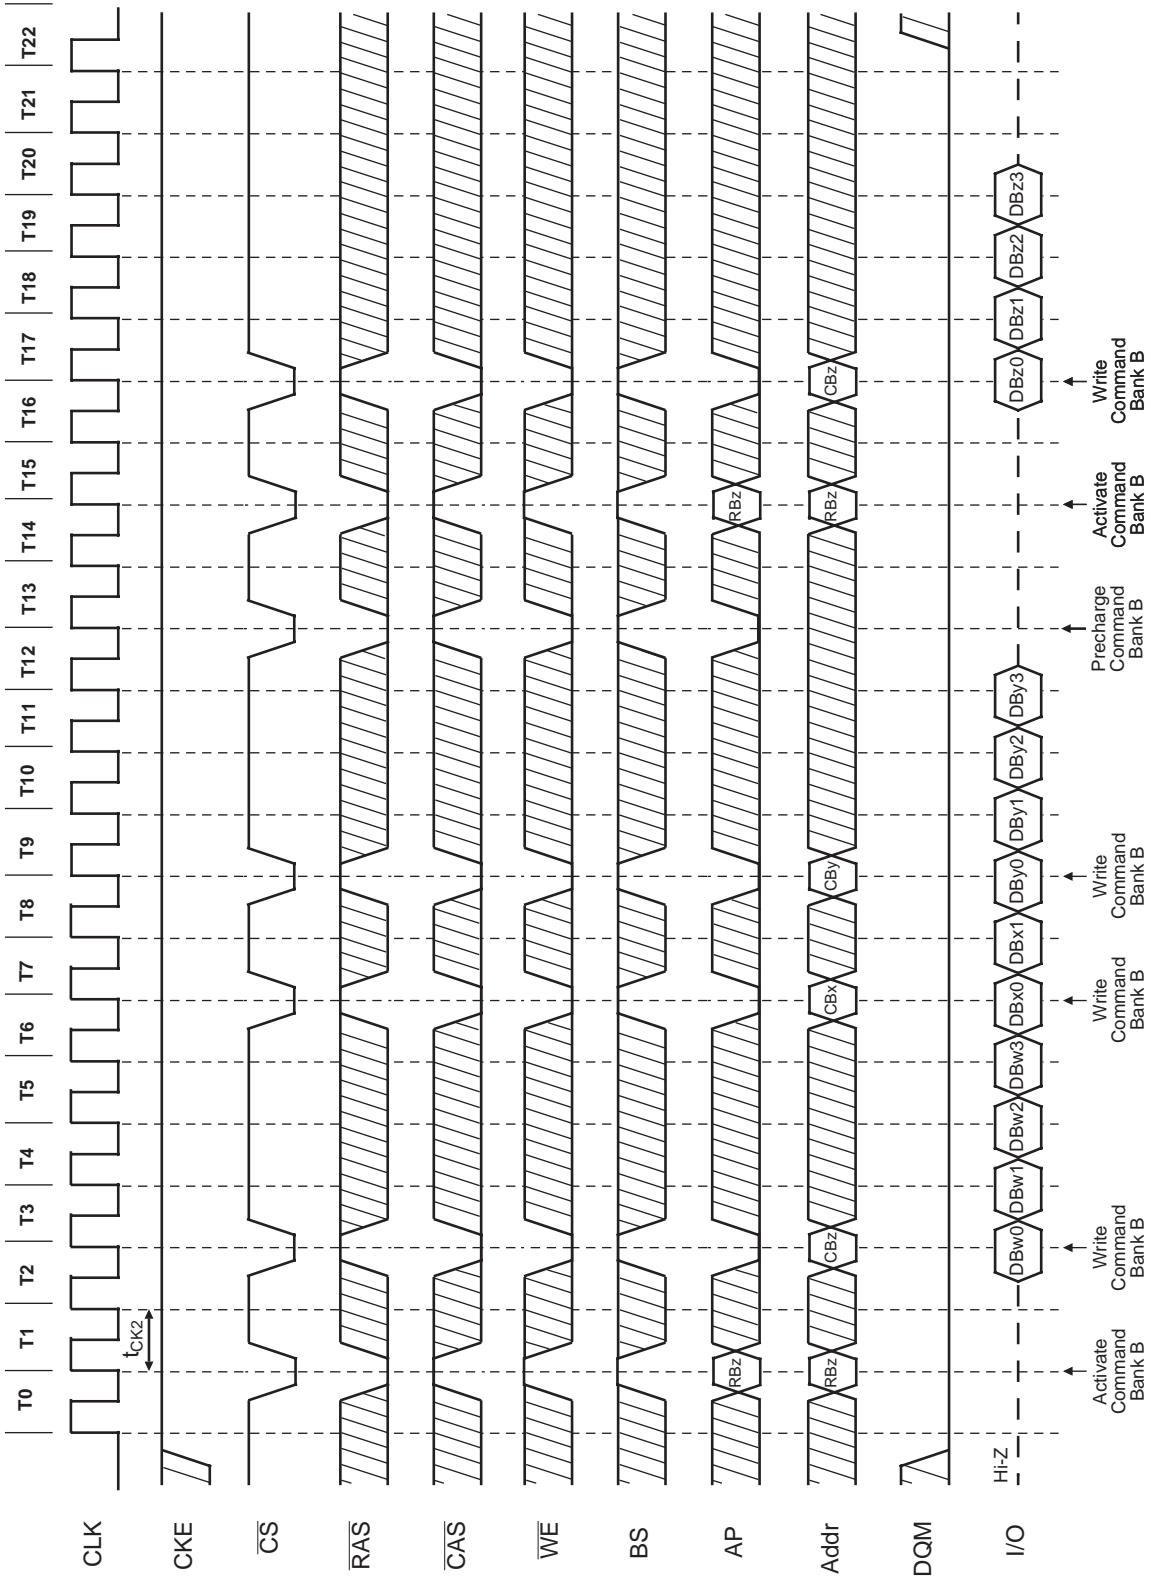 T0 T1 T2 T3 T4 T5 T6 T7 T8 T9 T10 T11 T12 T13 T14 T15 T16 T17 T18 T19 T20 T21 T22
CLK
tCK2
CKE
CS
RAS
CAS
WE
BS
AP RBz RBz
Addr RBz CBz CBx CBy RBz CBz
DQM
I/O Hi-Z DBw0 DBw1 DBw2 DBw3 DBx0 DBx1 DBy0 DBy1 DBy2 DBy3 DBz0 DBz1 DBz2 DBz3
Activate
Command
Bank B
Write
Command
Bank B
Write
Command
Bank B
Write
Command
Bank B
Precharge
Command
Bank B
Activate
Command
Bank B
Write
Command
Bank B